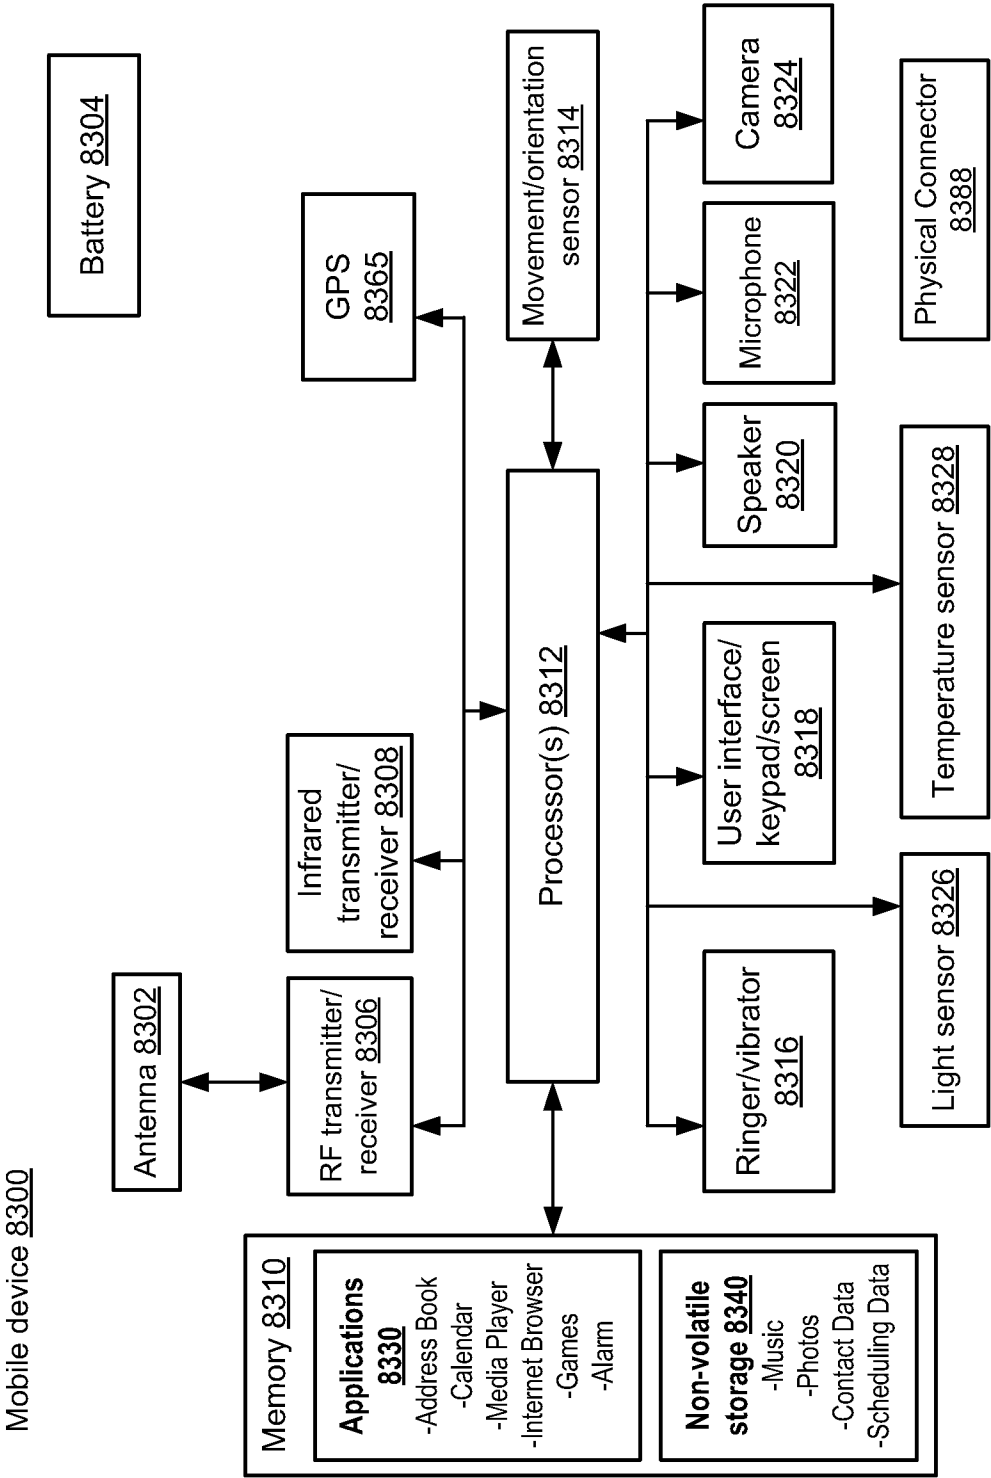 Mobile device 8300
Battery 8304
Antenna 8302
RF transmitter/
receiver 8306
Infrared
transmitter/
receiver 8308
GPS
8365
Memory 8310
Applications
8330
-Address Book
-Calendar
-Media Player
-Internet Browser
-Games
-Alarm
Non-volatile
storage 8340
-Music
-Photos
-Contact Data
-Scheduling Data
Processor(s) 8312
Movement/orientation
sensor 8314
Ringer/vibrator
8316
User interface/
keypad/screen
8318
Speaker
8320
Microphone
8322
Camera
8324
Light sensor 8326
Temperature sensor 8328
Physical Connector
8388